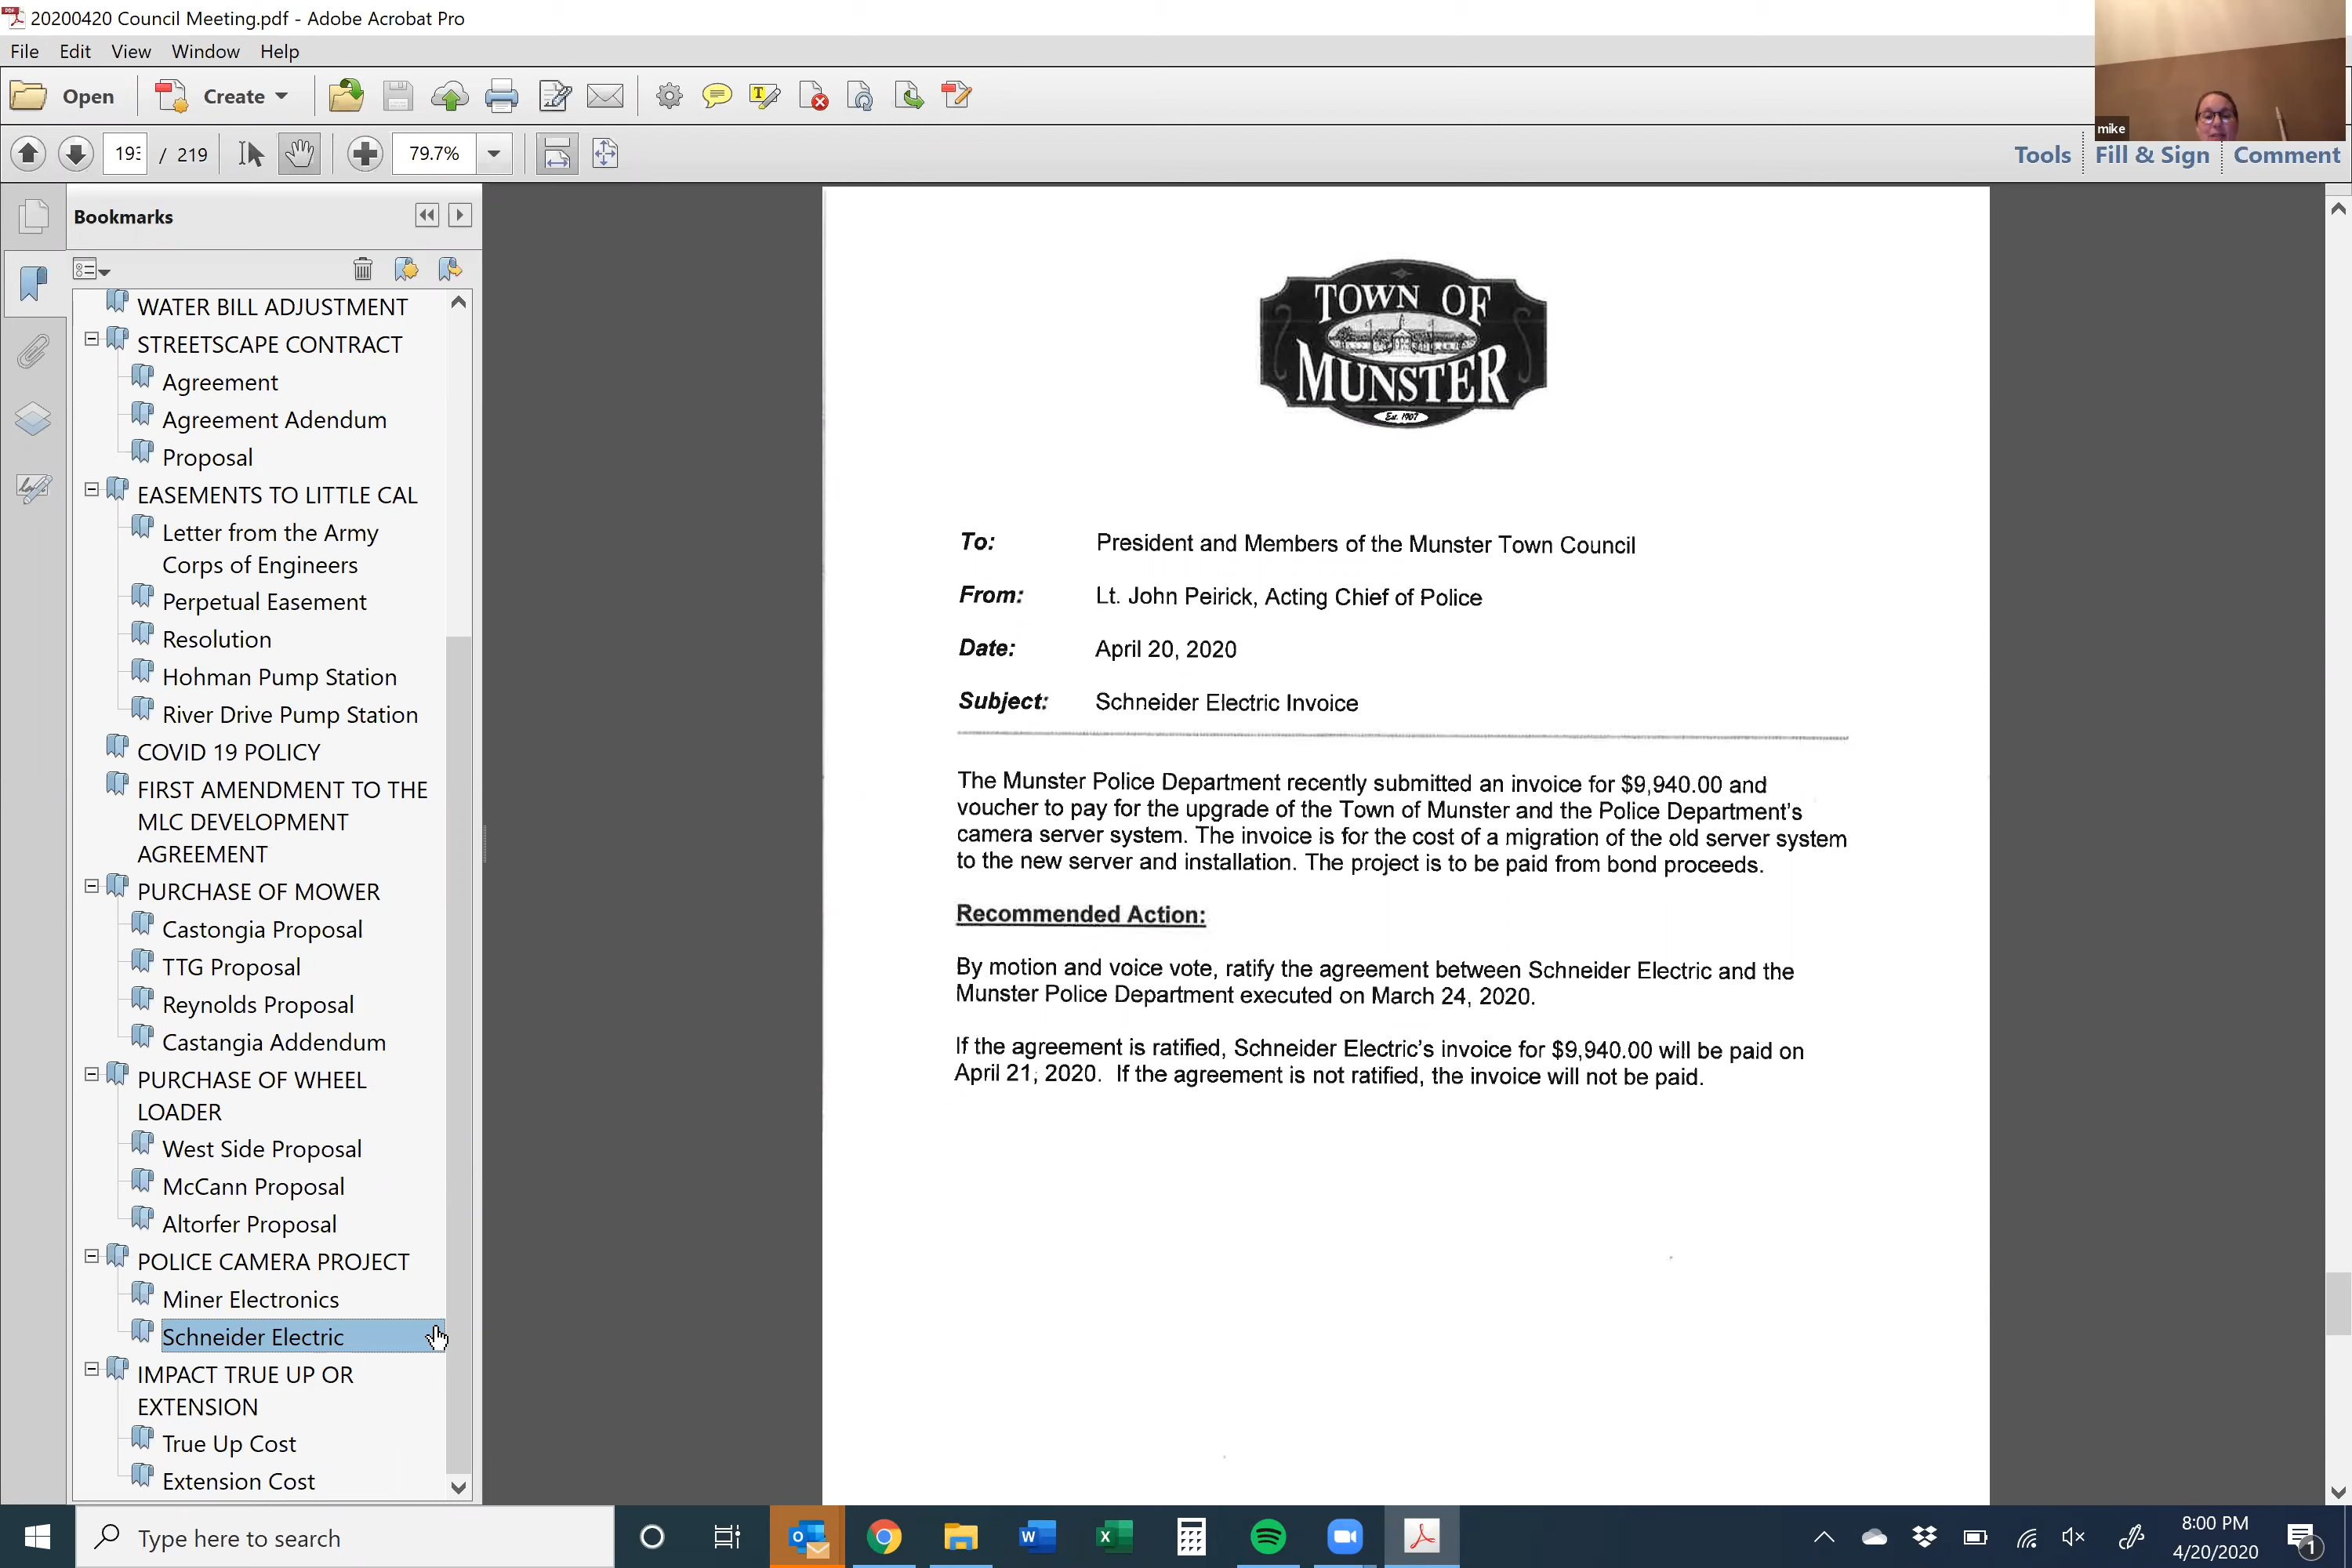 20200420 Council Meeting.pdf - Adobe Acrobat Pro
File Edit View Window Help
Open Create
/ 219 79.7%
mike
Tools Fill & Sign Comment
Bookmarks
WATER BILL ADJUSTMENT
STREETSCAPE CONTRACT
Agreement
Agreement Adendum
Proposal
EASEMENTS TO LITTLE CAL
Letter from the Army
Corps of Engineers
Perpetual Easement
Resolution
Hohman Pump Station
River Drive Pump Station
COVID 19 POLICY
FIRST AMENDMENT TO THE
MLC DEVELOPMENT
AGREEMENT
PURCHASE OF MOWER
Castongia Proposal
TTG Proposal
Reynolds Proposal
Castangia Addendum
PURCHASE OF WHEEL
LOADER
West Side Proposal
McCann Proposal
Altorfer Proposal
POLICE CAMERA PROJECT
Miner Electronics
Schneider Electric
IMPACT TRUE UP OR
EXTENSION
True Up Cost
Extension Cost
TOWN OF
MUNSTER
Est. 1907
To: President and Members of the Munster Town Council
From: Lt. John Peirick, Acting Chief of Police
Date: April 20, 2020
Subject: Schneider Electric Invoice
The Munster Police Department recently submitted an invoice for $9,940.00 and
voucher to pay for the upgrade of the Town of Munster and the Police Department's
camera server system. The invoice is for the cost of a migration of the old server system
to the new server and installation. The project is to be paid from bond proceeds.
Recommended Action:
By motion and voice vote, ratify the agreement between Schneider Electric and the
Munster Police Department executed on March 24, 2020.
If the agreement is ratified, Schneider Electric's invoice for $9,940.00 will be paid on
April 21, 2020. If the agreement is not ratified, the invoice will not be paid.
Type here to search
8:00 PM
4/20/2020
1